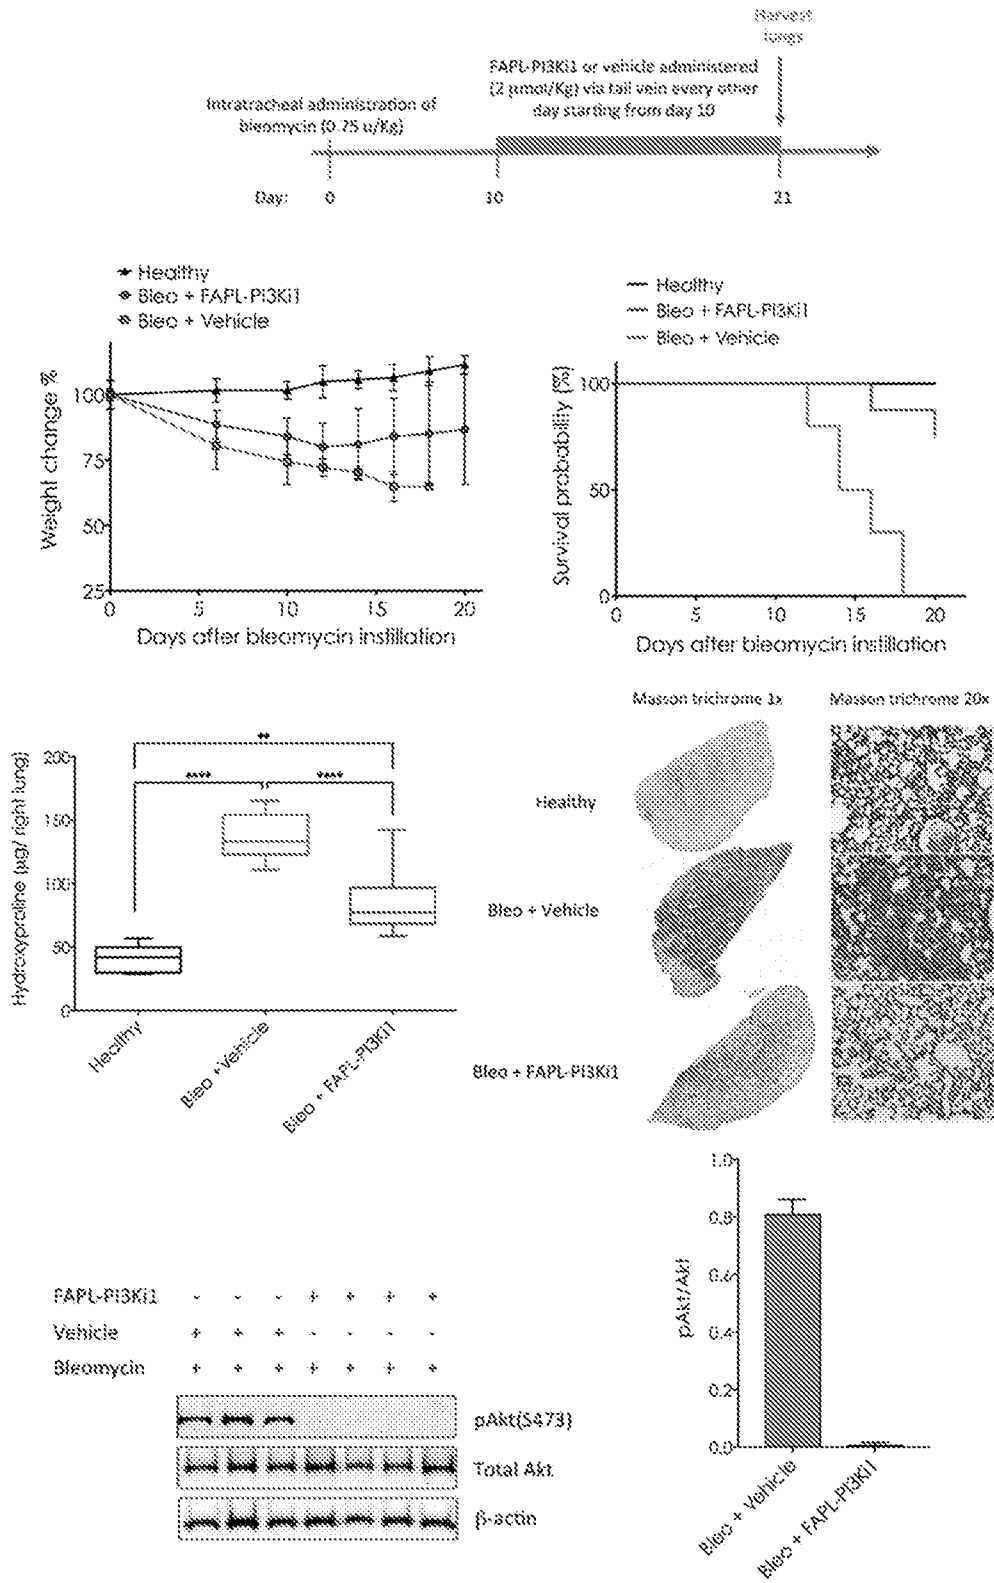 Harvest
lungs
FAPL-PI3Ki1 or vehicle administered
(2 µmol/Kg) via tail vein every other
day starting from day 10
Intratracheal administration of
bleomycin (0.75 u/Kg)
Day: 0 10 21
Healthy
Bleo + FAPL-PI3Ki1
Bleo + Vehicle
Weight change %
100
75
50
25
0 5 10 15 20
Days after bleomycin instillation
Healthy
Bleo + FAPL-PI3Ki1
Bleo + Vehicle
Survival probability (%)
100
50
0
0 5 10 15 20
Days after bleomycin instillation
Hydroxyproline (µg/ right lung)
200
150
100
50
0
**
**** ****
Healthy
Bleo +Vehicle
Bleo + FAPL-PI3Ki1
Masson trichrome 1x Masson trichrome 20x
Healthy
Bleo + Vehicle
Bleo + FAPL-PI3Ki1
FAPL-PI3Ki1 - - - + + + +
Vehicle + + + - - - -
Bleomycin + + + + + + +
pAkt(S473)
Total Akt
β-actin
pAkt/Akt
1.0
0.8
0.6
0.4
0.2
0.0
Bleo + Vehicle
Bleo + FAPL-PI3Ki1